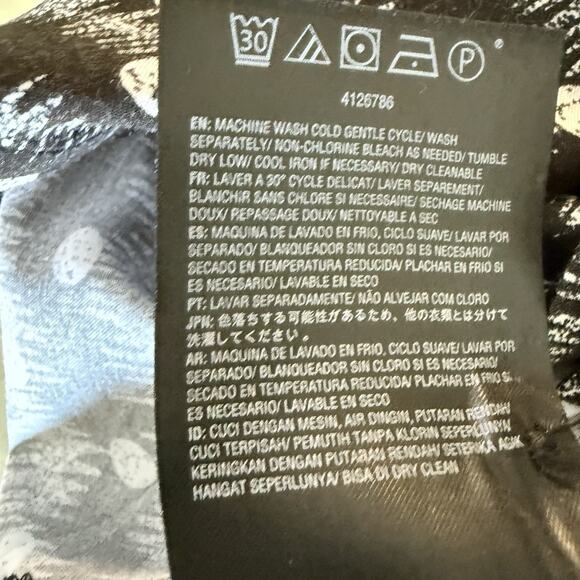 30
P
4126786
EN: MACHINE WASH COLD GENTLE CYCLE/ WASH
SEPARATELY/ NON-CHLORINE BLEACH AS NEEDED/ TUMBLE
DRY LOW/ COOL IRON IF NECESSARY/ DRY CLEANABLE
FR: LAVER A 30° CYCLE DELICAT/ LAVER SEPAREMENT/
BLANCHIR SANS CHLORE SI NECESSAIRE/ SECHAGE MACHINE
DOUX/ REPASSAGE DOUX/ NETTOYABLE A SEC
ES: MAQUINA DE LAVADO EN FRIO, CICLO SUAVE/ LAVAR POR
SEPARADO/ BLANQUEADOR SIN CLORO SI ES NECESARIO/
SECADO EN TEMPERATURA REDUCIDA/ PLACHAR EN FRIO SI
ES NECESARIO/ LAVABLE EN SECO
PT: LAVAR SEPARADAMENTE/ NÃO ALVEJAR COM CLORO
JPN:色落ちする可能性があるため、他の衣類とは分けて
洗濯してください。
AR: MAQUINA DE LAVADO EN FRIO, CICLO SUAVE/ LAVAR POR
SEPARADO/ BLANQUEADOR SIN CLORO SI ES NECESARIO/
SECADO EN TEMPERATURA REDUCIDA/ PLACHAR EN FRIO SI
ES NECESARIO/ LAVABLE EN SECO
ID: CUCI DENGAN MESIN, AIR DINGIN, PUTARAN RENDAH/
CUCI TERPISAH/ PEMUTIH TANPA KLORIN SEPERLUNYA/
KERINGKAN DENGAN PUTARAN RENDAH/ SETERIKA AGK
HANGAT SEPERLUNYA/ BISA DI DRY CLEAN